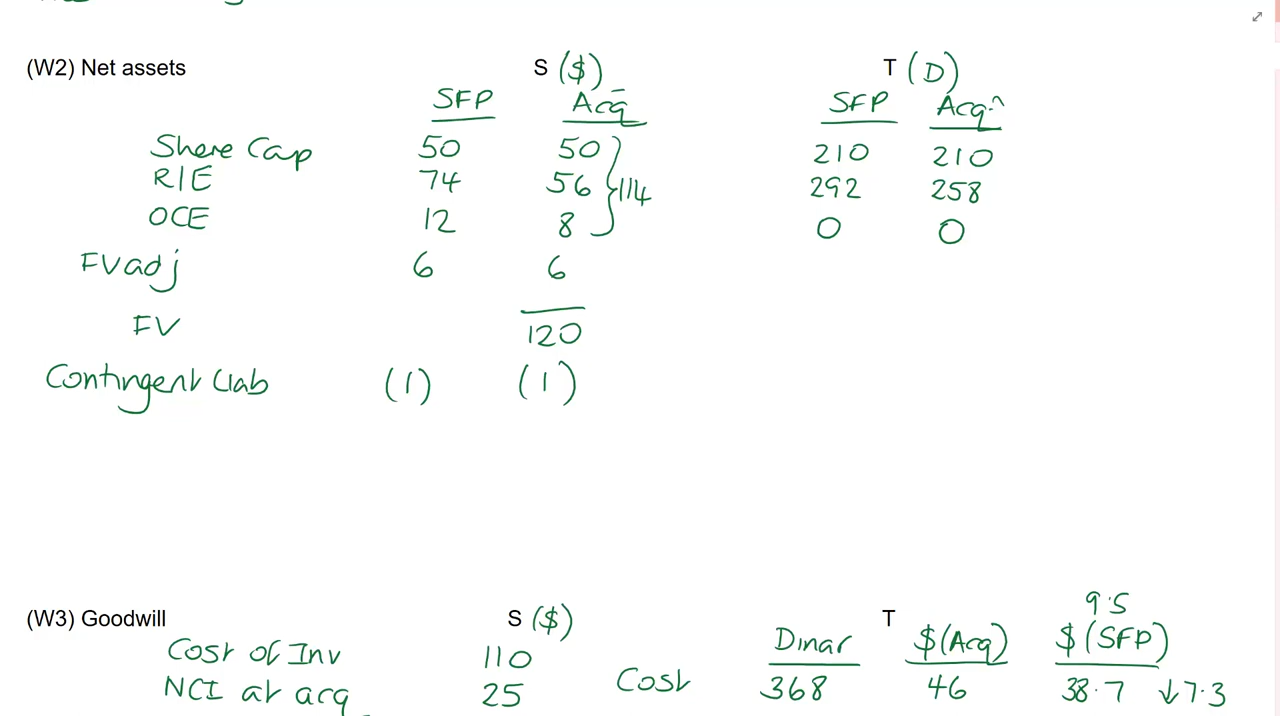 (W2) Net assets S ($) T (D)
SFP Acq SFP Acq
Share Cap 50 50 210 210
R/E 74 56 114 292 258
OCE 12 8 0 0
FV adj 6 6
FV 120
Contingent Liab (1) (1)
9.5
(W3) Goodwill S ($) T
Dinar $(Acq) $(SFP)
Cost of Inv 110
NCI at acq 25 Cost 368 46 38.7 ↓7.3